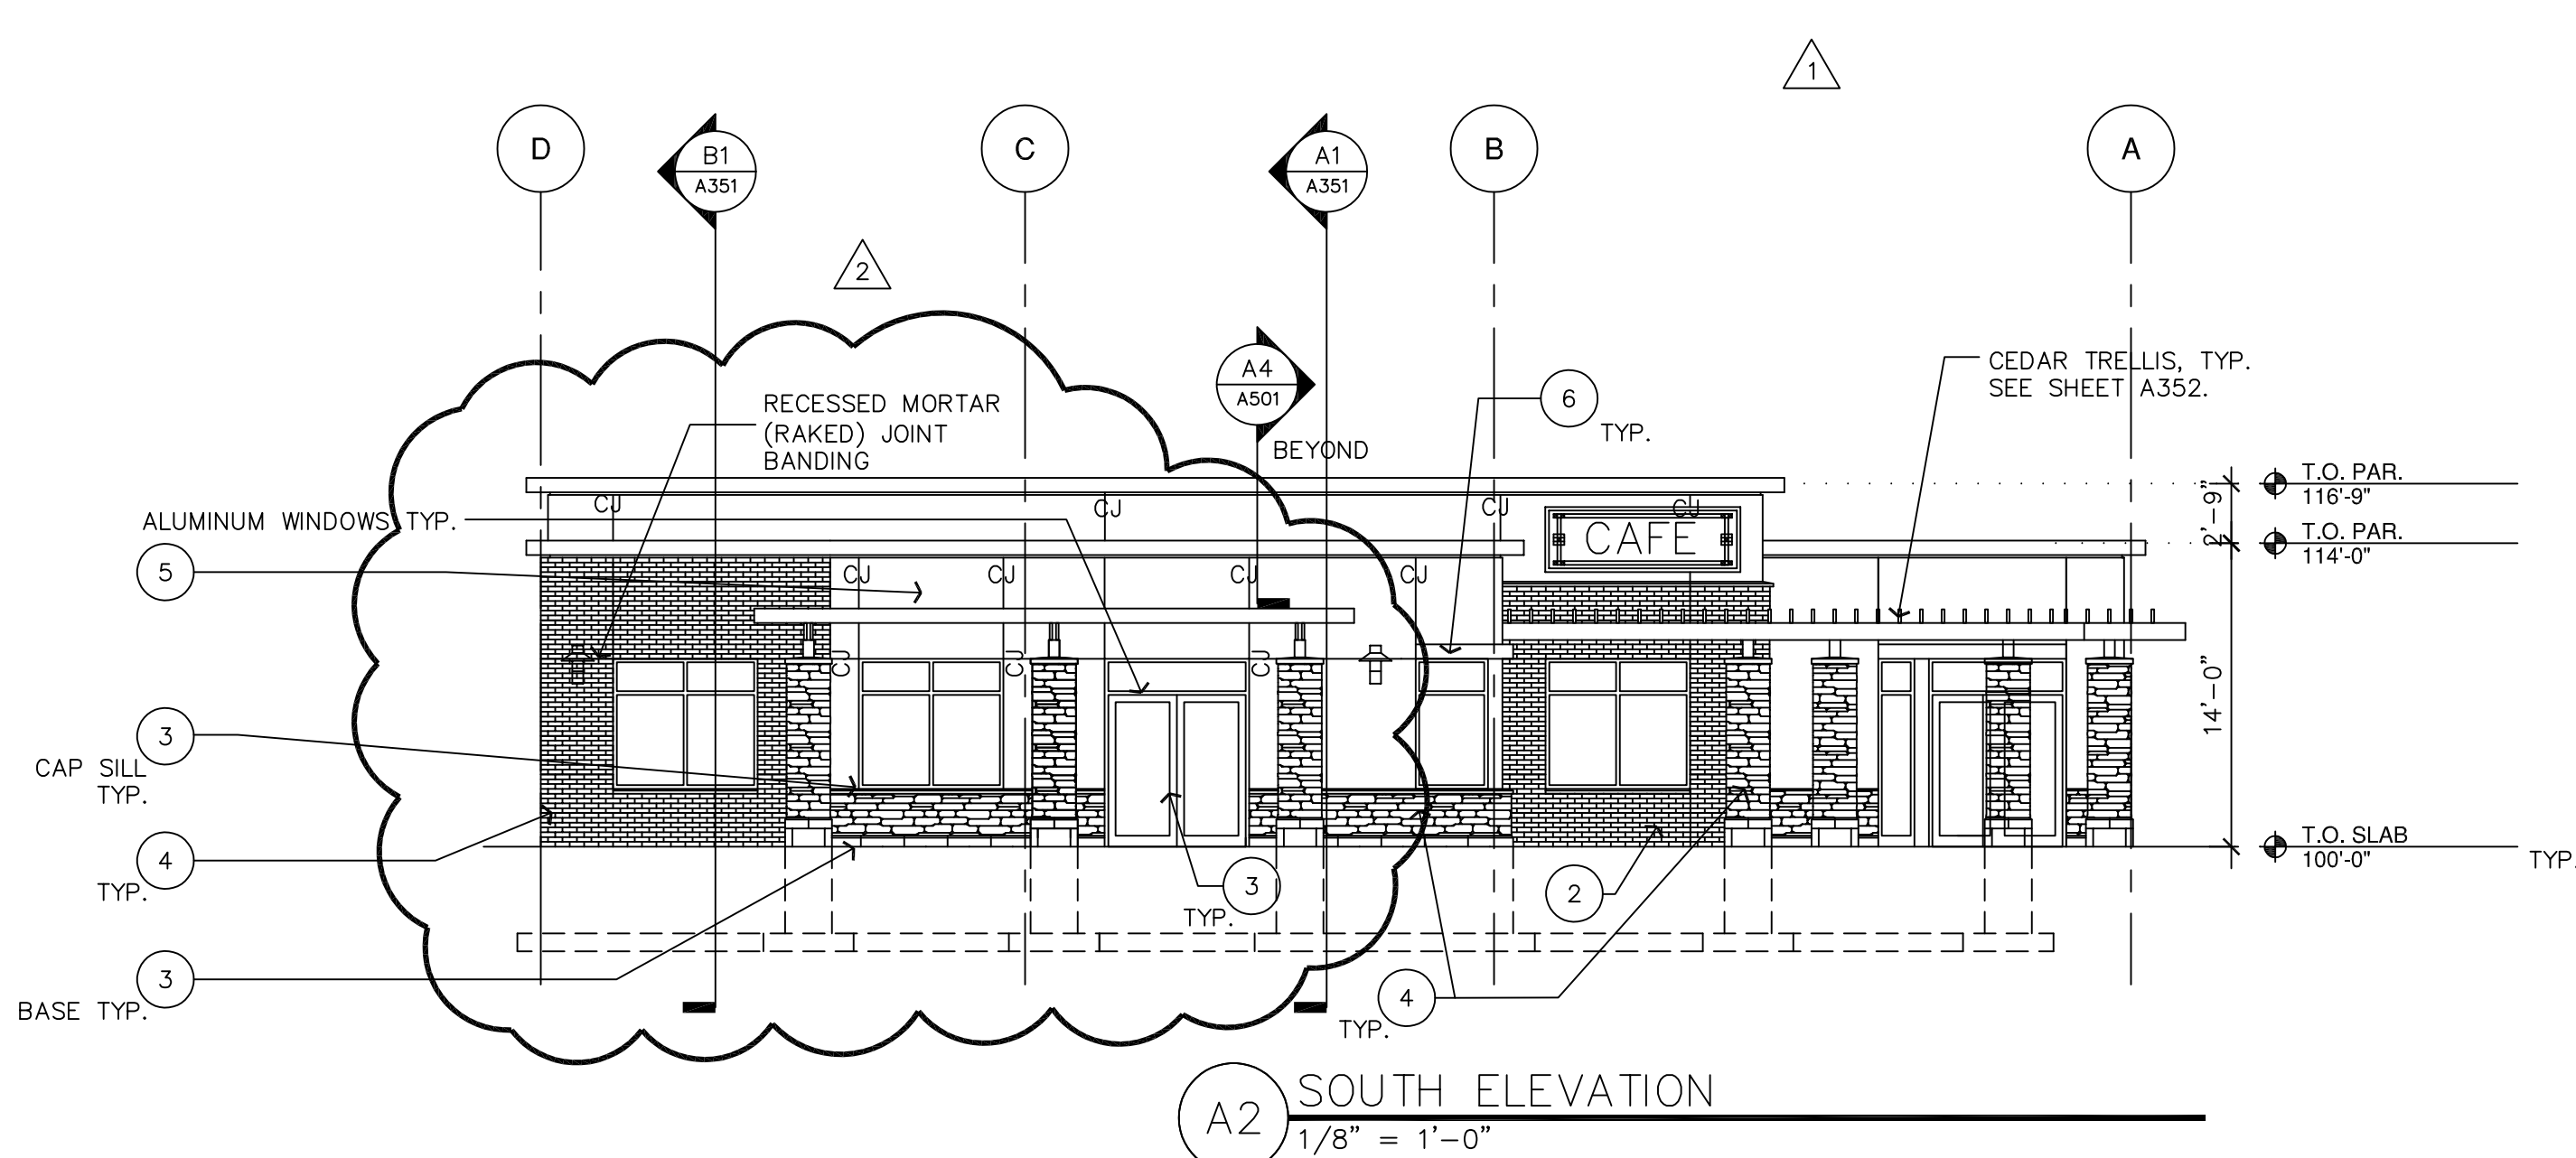 1
D
B1
A351
C
A1
A351
B
A
2
A4
A501
BEYOND
6
TYP.
CEDAR TRELLIS, TYP.
SEE SHEET A352.
RECESSED MORTAR
(RAKED) JOINT
BANDING
T.O. PAR.
116'-9"
2'-9"
T.O. PAR.
114'-0"
CJ
CJ
CJ
CJ
CAFE
ALUMINUM WINDOWS TYP.
5
CJ
CJ
CJ
CJ
CJ
CJ
CJ
14'-0"
3
CAP SILL
TYP.
4
TYP.
T.O. SLAB
100'-0"
TYP.
3
TYP.
2
3
BASE TYP.
4
TYP.
A2
SOUTH ELEVATION
1/8" = 1'-0"